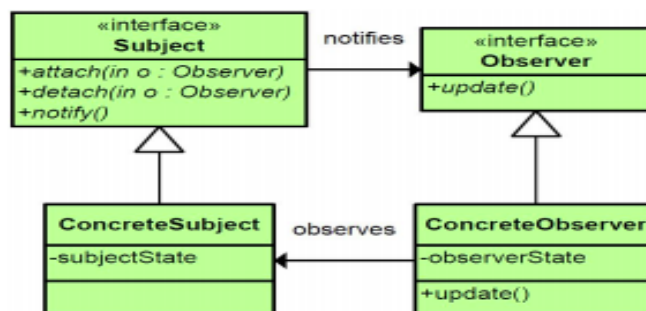 «interface»
Subject
+attach(in o : Observer)
+detach(in o : Observer)
+notify()
notifies
«interface»
Observer
+update()
ConcreteSubject
-subjectState
observes
ConcreteObserver
-observerState
+update()